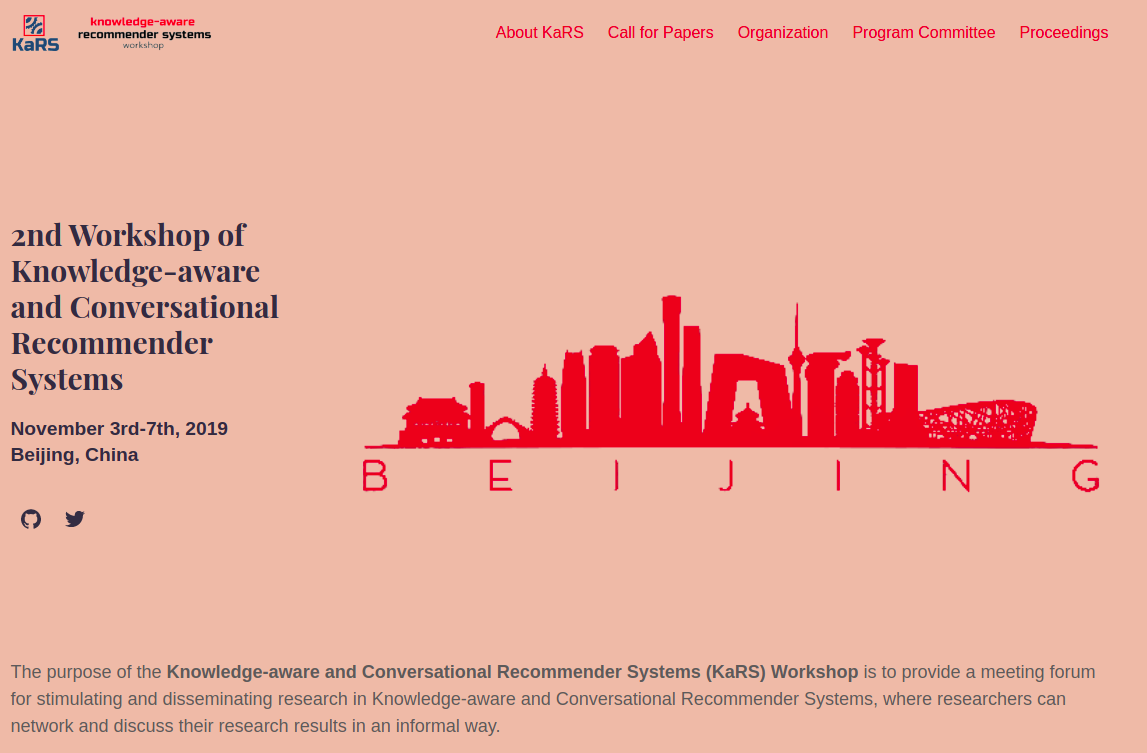 KaRS
knowledge-aware
recommender systems
workshop
About KaRS Call for Papers Organization Program Committee Proceedings
2nd Workshop of
Knowledge-aware
and Conversational
Recommender
Systems
November 3rd-7th, 2019
Beijing, China
B E I J I N G
The purpose of the Knowledge-aware and Conversational Recommender Systems (KaRS) Workshop is to provide a meeting forum
for stimulating and disseminating research in Knowledge-aware and Conversational Recommender Systems, where researchers can
network and discuss their research results in an informal way.